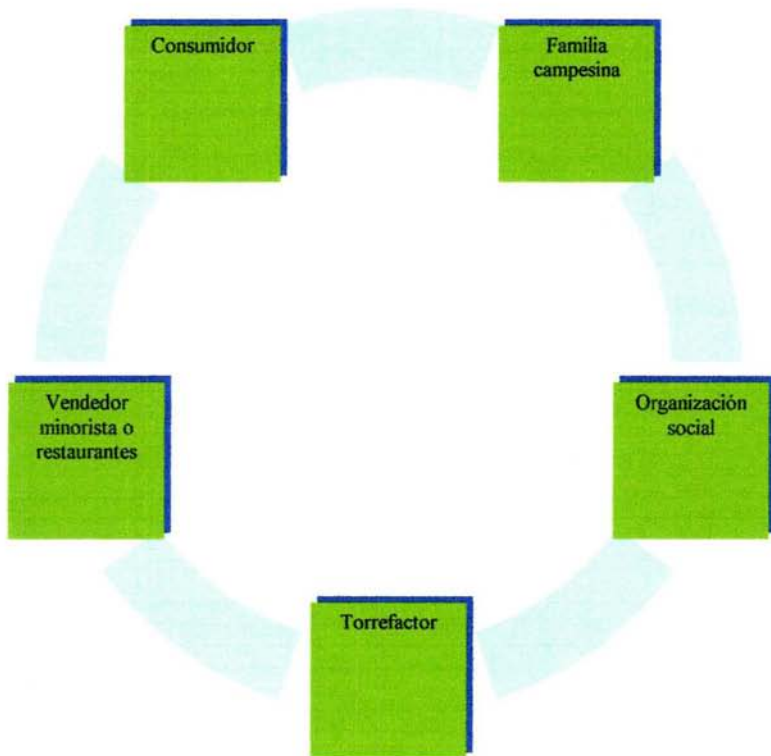 Consumidor
Familia
campesina
Vendedor
minorista o
restaurantes
Organización
social
Torrefactor